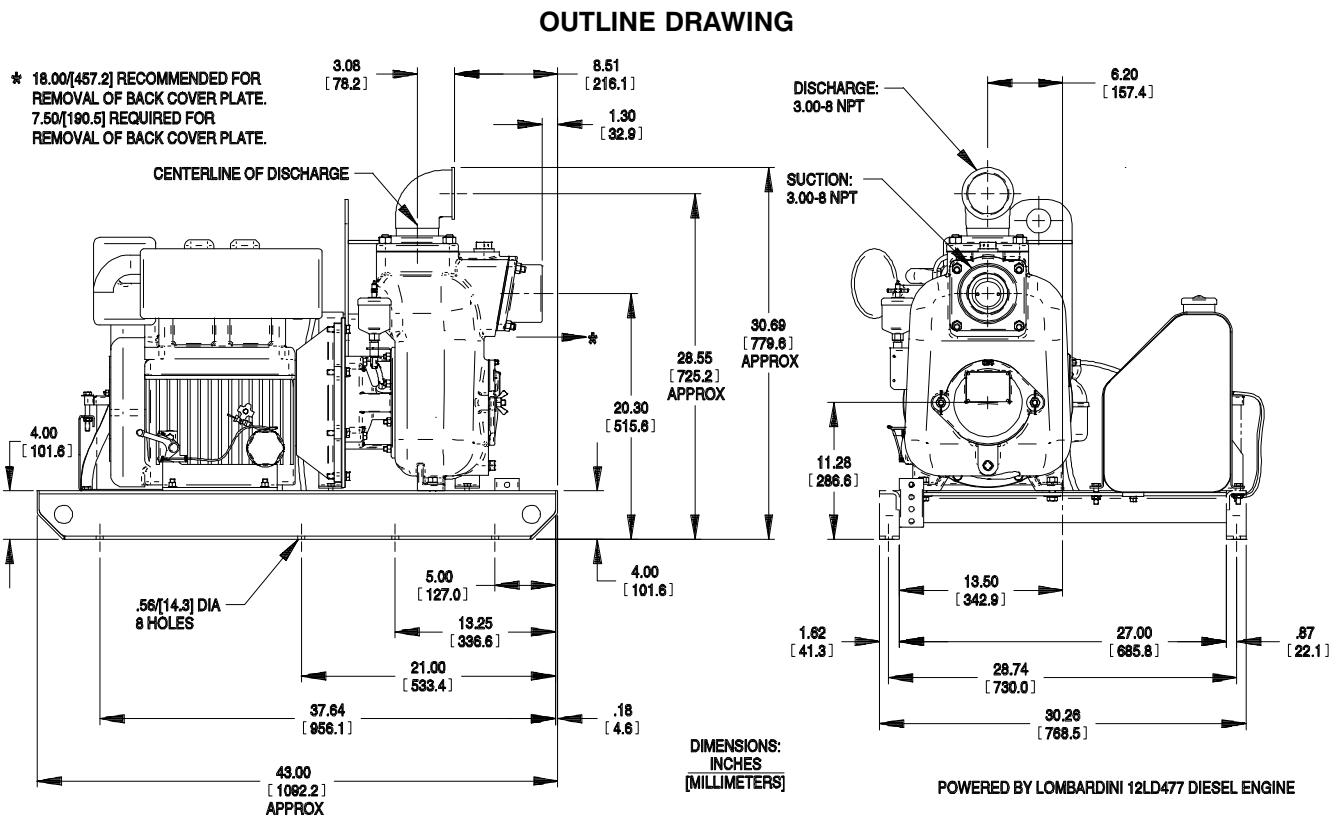 OUTLINE DRAWING
* 18.00/[457.2] RECOMMENDED FOR
REMOVAL OF BACK COVER PLATE.
7.50/[190.5] REQUIRED FOR
REMOVAL OF BACK COVER PLATE.
3.08
[78.2]
8.51
[216.1]
1.30
[32.9]
CENTERLINE OF DISCHARGE
DISCHARGE:
3.00-8 NPT
6.20
[157.4]
SUCTION:
3.00-8 NPT
*
30.69
[779.6]
APPROX
28.55
[725.2]
APPROX
20.30
[515.6]
4.00
[101.6]
11.28
[286.6]
5.00
[127.0]
4.00
[101.6]
.56/[14.3] DIA
8 HOLES
13.25
[336.6]
21.00
[533.4]
37.64
[956.1]
.18
[4.6]
43.00
[1092.2]
APPROX
13.50
[342.9]
1.62
[41.3]
27.00
[685.8]
.87
[22.1]
28.74
[730.0]
30.26
[768.5]
DIMENSIONS:
INCHES
[MILLIMETERS]
POWERED BY LOMBARDINI 12LD477 DIESEL ENGINE